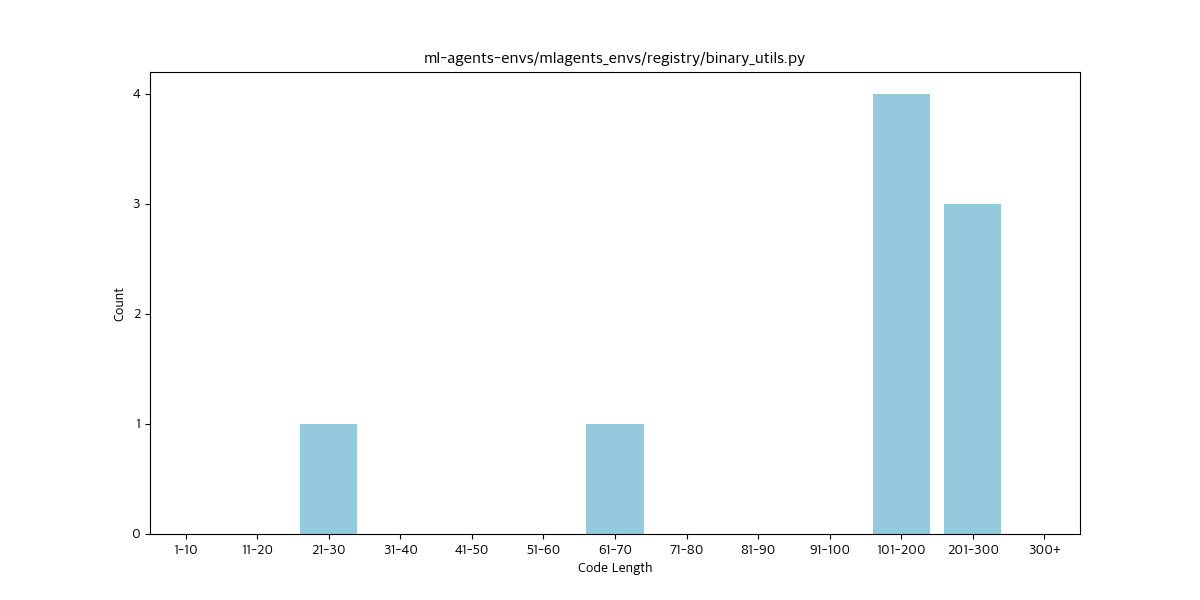 ml-agents-envs/mlagents_envs/registry/binary_utils.py
4
3
2
1
0
Count
1-10 11-20 21-30 31-40 41-50 51-60 61-70 71-80 81-90 91-100 101-200 201-300 300+
Code Length